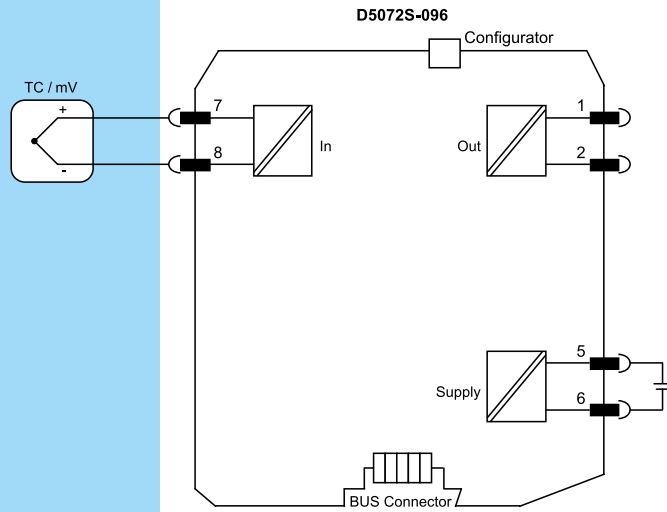 D5072S-096
Configurator
TC / mV
+
-
7
8
In
1
2
Out
5
6
Supply
BUS Connector